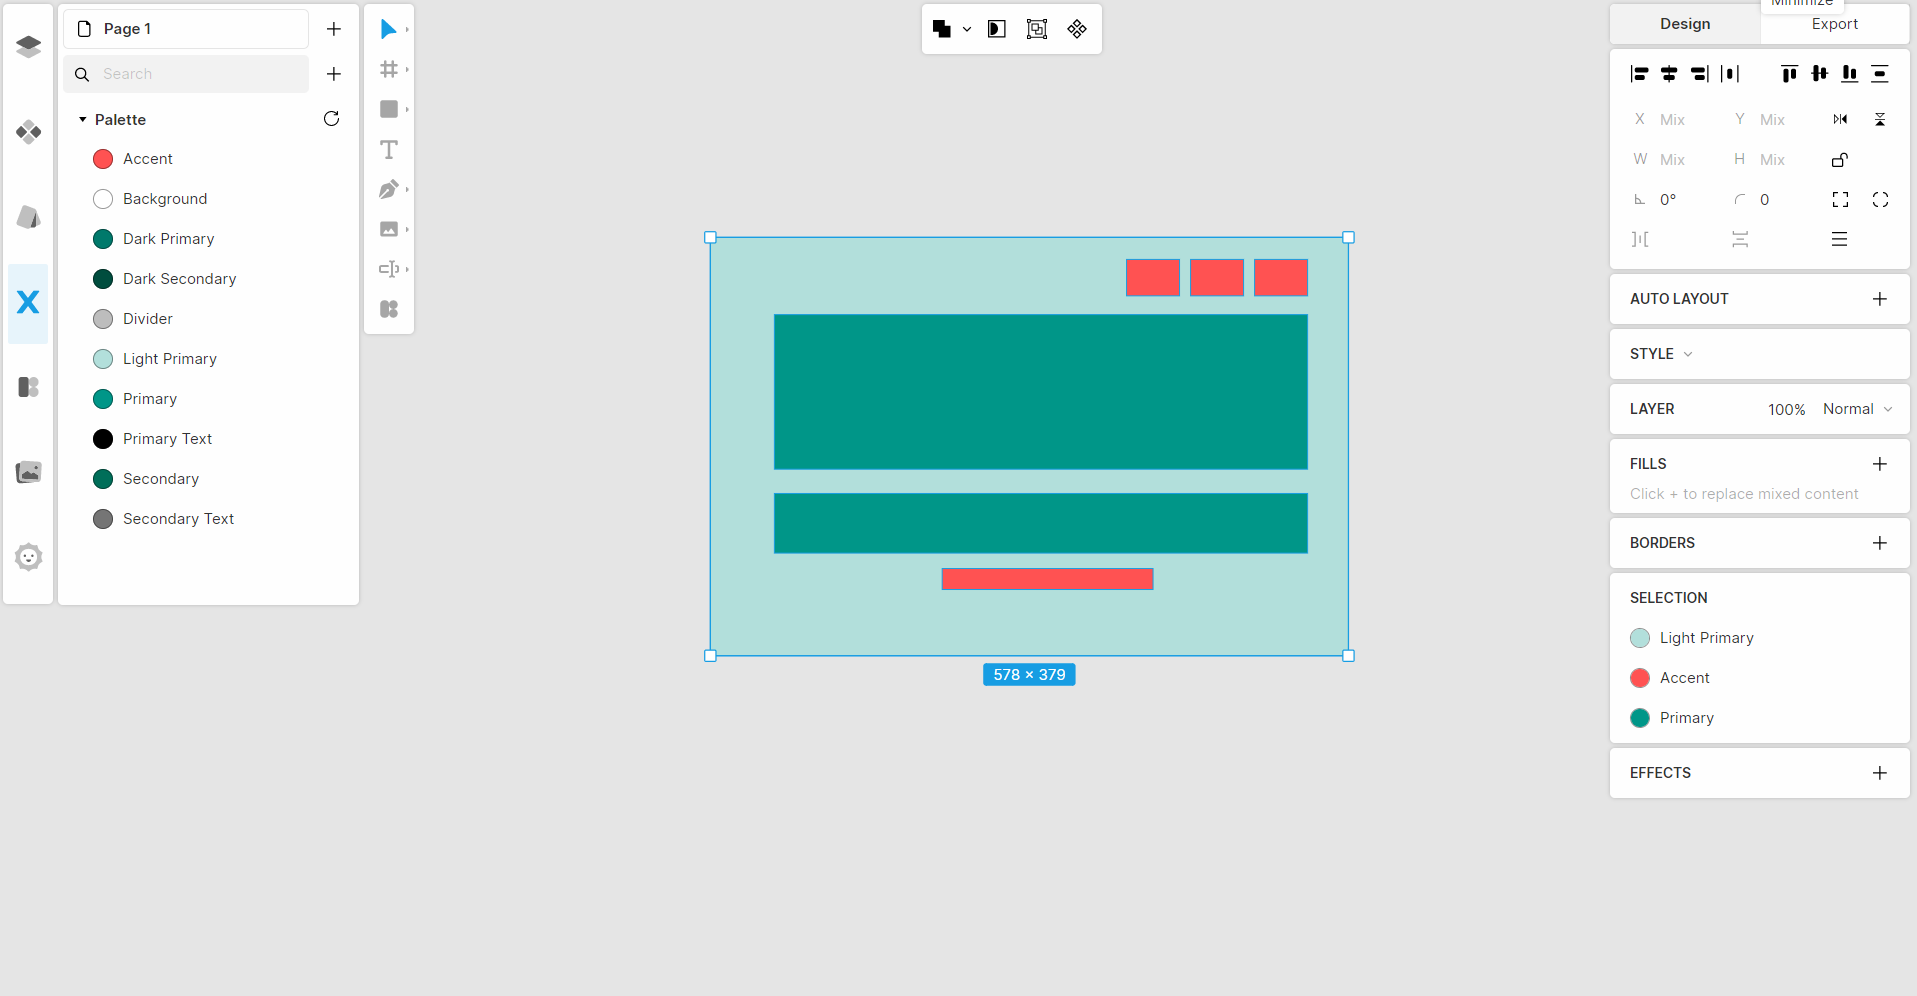 Page 1
Search
Palette
Accent
Background
Dark Primary
Dark Secondary
Divider
Light Primary
Primary
Primary Text
Secondary
Secondary Text
578 × 379
Minimize
Design Export
X Mix Y Mix
W Mix H Mix
0° 0
AUTO LAYOUT
STYLE
LAYER 100% Normal
FILLS
Click + to replace mixed content
BORDERS
SELECTION
Light Primary
Accent
Primary
EFFECTS